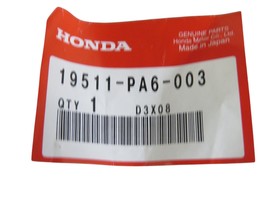 GENUINE PARTS
Honda Motor Co., Ltd.
Made in Japan
HONDA
19511-PA6-003
QTY 1 D3X08